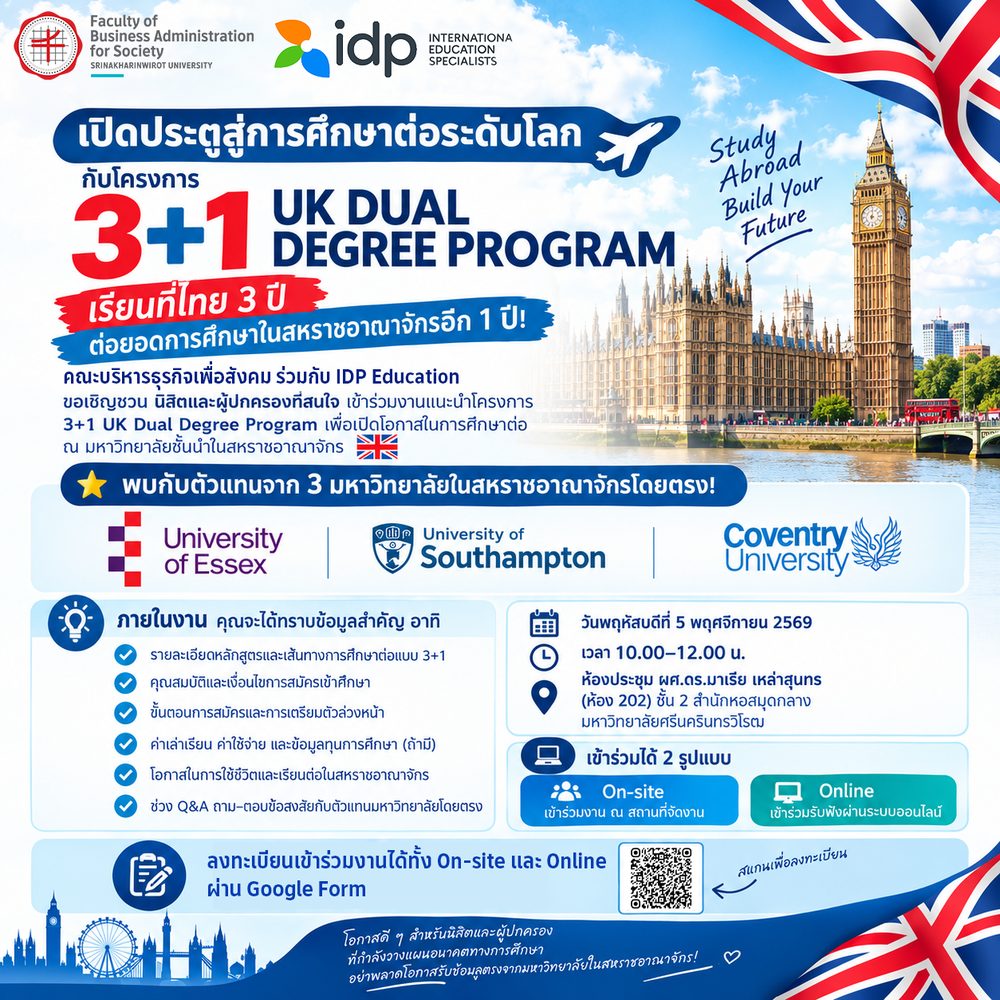 Faculty of
Business Administration
for Society
SRINAKHARINWIROT UNIVERSITY
idp
INTERNATIONA
EDUCATION
SPECIALISTS
เปิดประตูสู่การศึกษาต่อระดับโลก
กับโครงการ
3+1 UK DUAL
DEGREE PROGRAM
Study
Abroad
Build Your
Future
เรียนที่ไทย 3 ปี
ต่อยอดการศึกษาในสหราชอาณาจักรอีก 1 ปี!
คณะบริหารธุรกิจเพื่อสังคม ร่วมกับ IDP Education
ขอเชิญชวน นิสิตและผู้ปกครองที่สนใจ เข้าร่วมงานแนะนำโครงการ
3+1 UK Dual Degree Program เพื่อเปิดโอกาสในการศึกษาต่อ
ณ มหาวิทยาลัยชั้นนำในสหราชอาณาจักร
พบกับตัวแทนจาก 3 มหาวิทยาลัยในสหราชอาณาจักรโดยตรง!
University
of Essex
University of
Southampton
Coventry
University
ภายในงาน คุณจะได้ทราบข้อมูลสำคัญ อาทิ
รายละเอียดหลักสูตรและเส้นทางการศึกษาต่อแบบ 3+1
คุณสมบัติและเงื่อนไขการสมัครเข้าศึกษา
ขั้นตอนการสมัครและการเตรียมตัวล่วงหน้า
ค่าเล่าเรียน ค่าใช้จ่าย และข้อมูลทุนการศึกษา (ถ้ามี)
โอกาสในการใช้ชีวิตและเรียนต่อในสหราชอาณาจักร
ช่วง Q&A ถาม–ตอบข้อสงสัยกับตัวแทนมหาวิทยาลัยโดยตรง
วันพฤหัสบดีที่ 5 พฤศจิกายน 2569
เวลา 10.00–12.00 น.
ห้องประชุม ผศ.ดร.มาเรีย เหล่าสุนทร
(ห้อง 202) ชั้น 2 สำนักหอสมุดกลาง
มหาวิทยาลัยศรีนครินทรวิโรฒ
เข้าร่วมได้ 2 รูปแบบ
On-site
เข้าร่วมงาน ณ สถานที่จัดงาน
Online
เข้าร่วมรับฟังผ่านระบบออนไลน์
ลงทะเบียนเข้าร่วมงานได้ทั้ง On-site และ Online
ผ่าน Google Form
สแกนเพื่อลงทะเบียน
โอกาสดี ๆ สำหรับนิสิตและผู้ปกครอง
ที่กำลังวางแผนอนาคตทางการศึกษา
อย่าพลาดโอกาสรับข้อมูลตรงจากมหาวิทยาลัยในสหราชอาณาจักร!